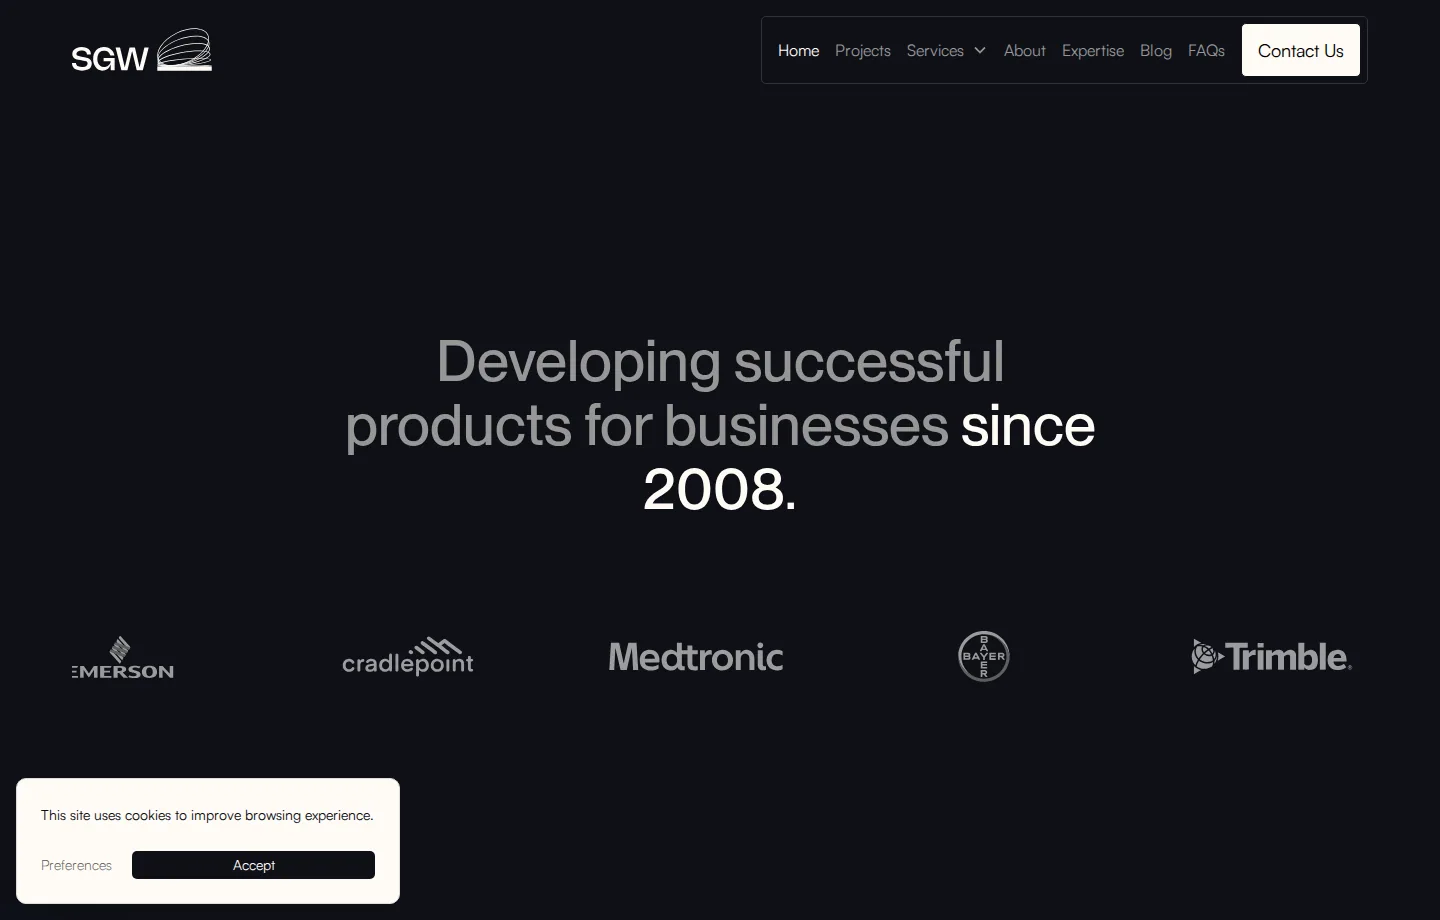 SGW
Home Projects Services About Expertise Blog FAQs Contact Us
Developing successful
products for businesses since
2008.
EMERSON
cradlepoint
Medtronic
BAYER
BAYER
Trimble
This site uses cookies to improve browsing experience.
Preferences Accept